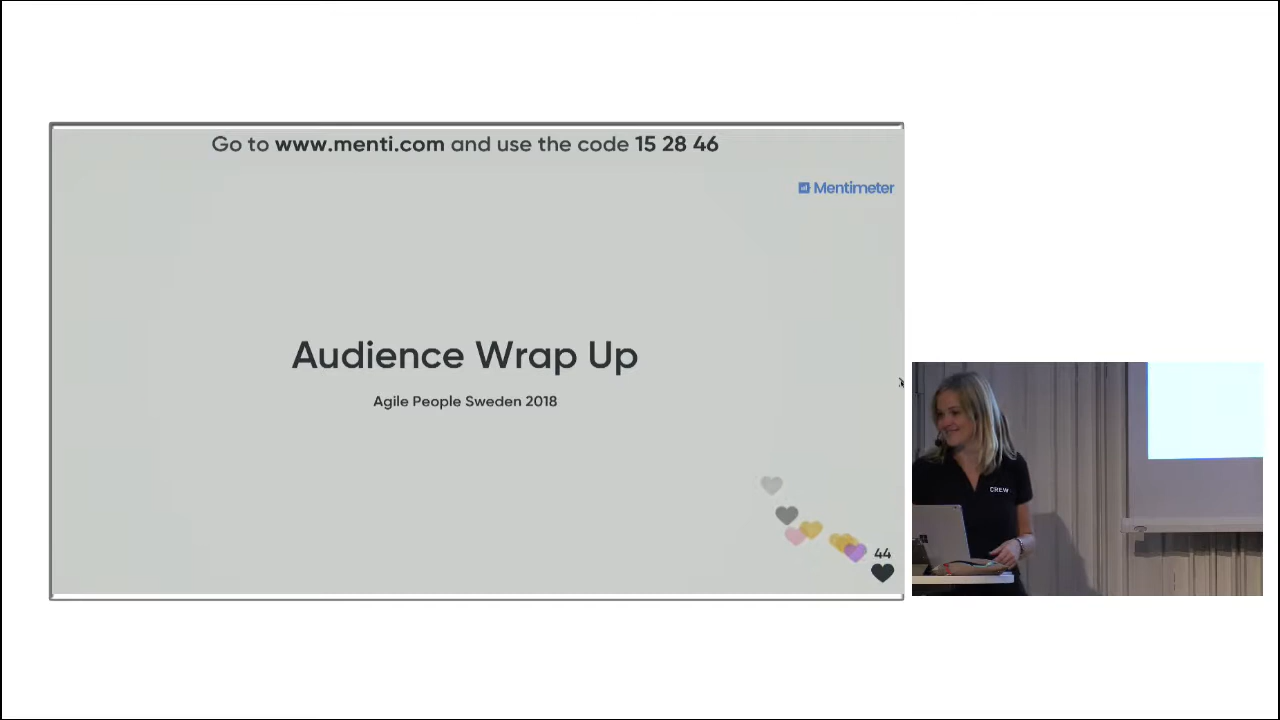 Go to www.menti.com and use the code 15 28 46
Mentimeter
Audience Wrap Up
Agile People Sweden 2018
44
CREW